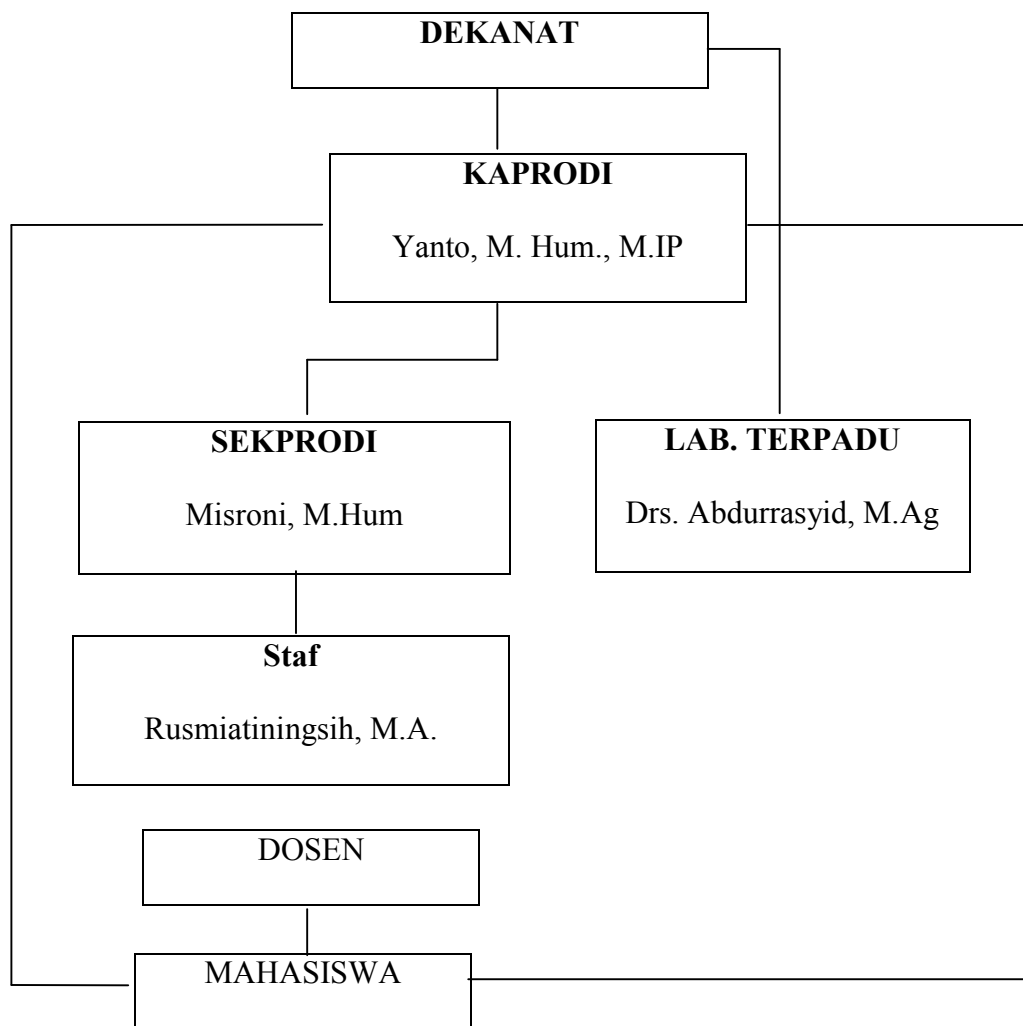 DEKANAT
KAPRODI
Yanto, M. Hum., M.IP
SEKPRODI
Misroni, M.Hum
LAB. TERPADU
Drs. Abdurrasyid, M.Ag
Staf
Rusmiatiningsih, M.A.
DOSEN
MAHASISWA